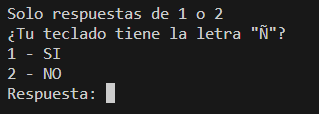 Solo respuestas de 1 o 2
¿Tu teclado tiene la letra "Ñ"?
1 - SI
2 - NO
Respuesta: